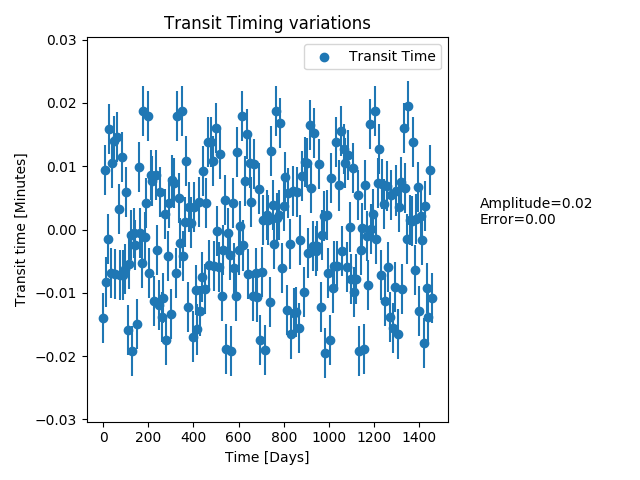 Transit Timing variations
Transit Time
Transit time [Minutes]
0.03
0.02
0.01
0.00
−0.01
−0.02
−0.03
0 200 400 600 800 1000 1200 1400
Time [Days]
Amplitude=0.02
Error=0.00